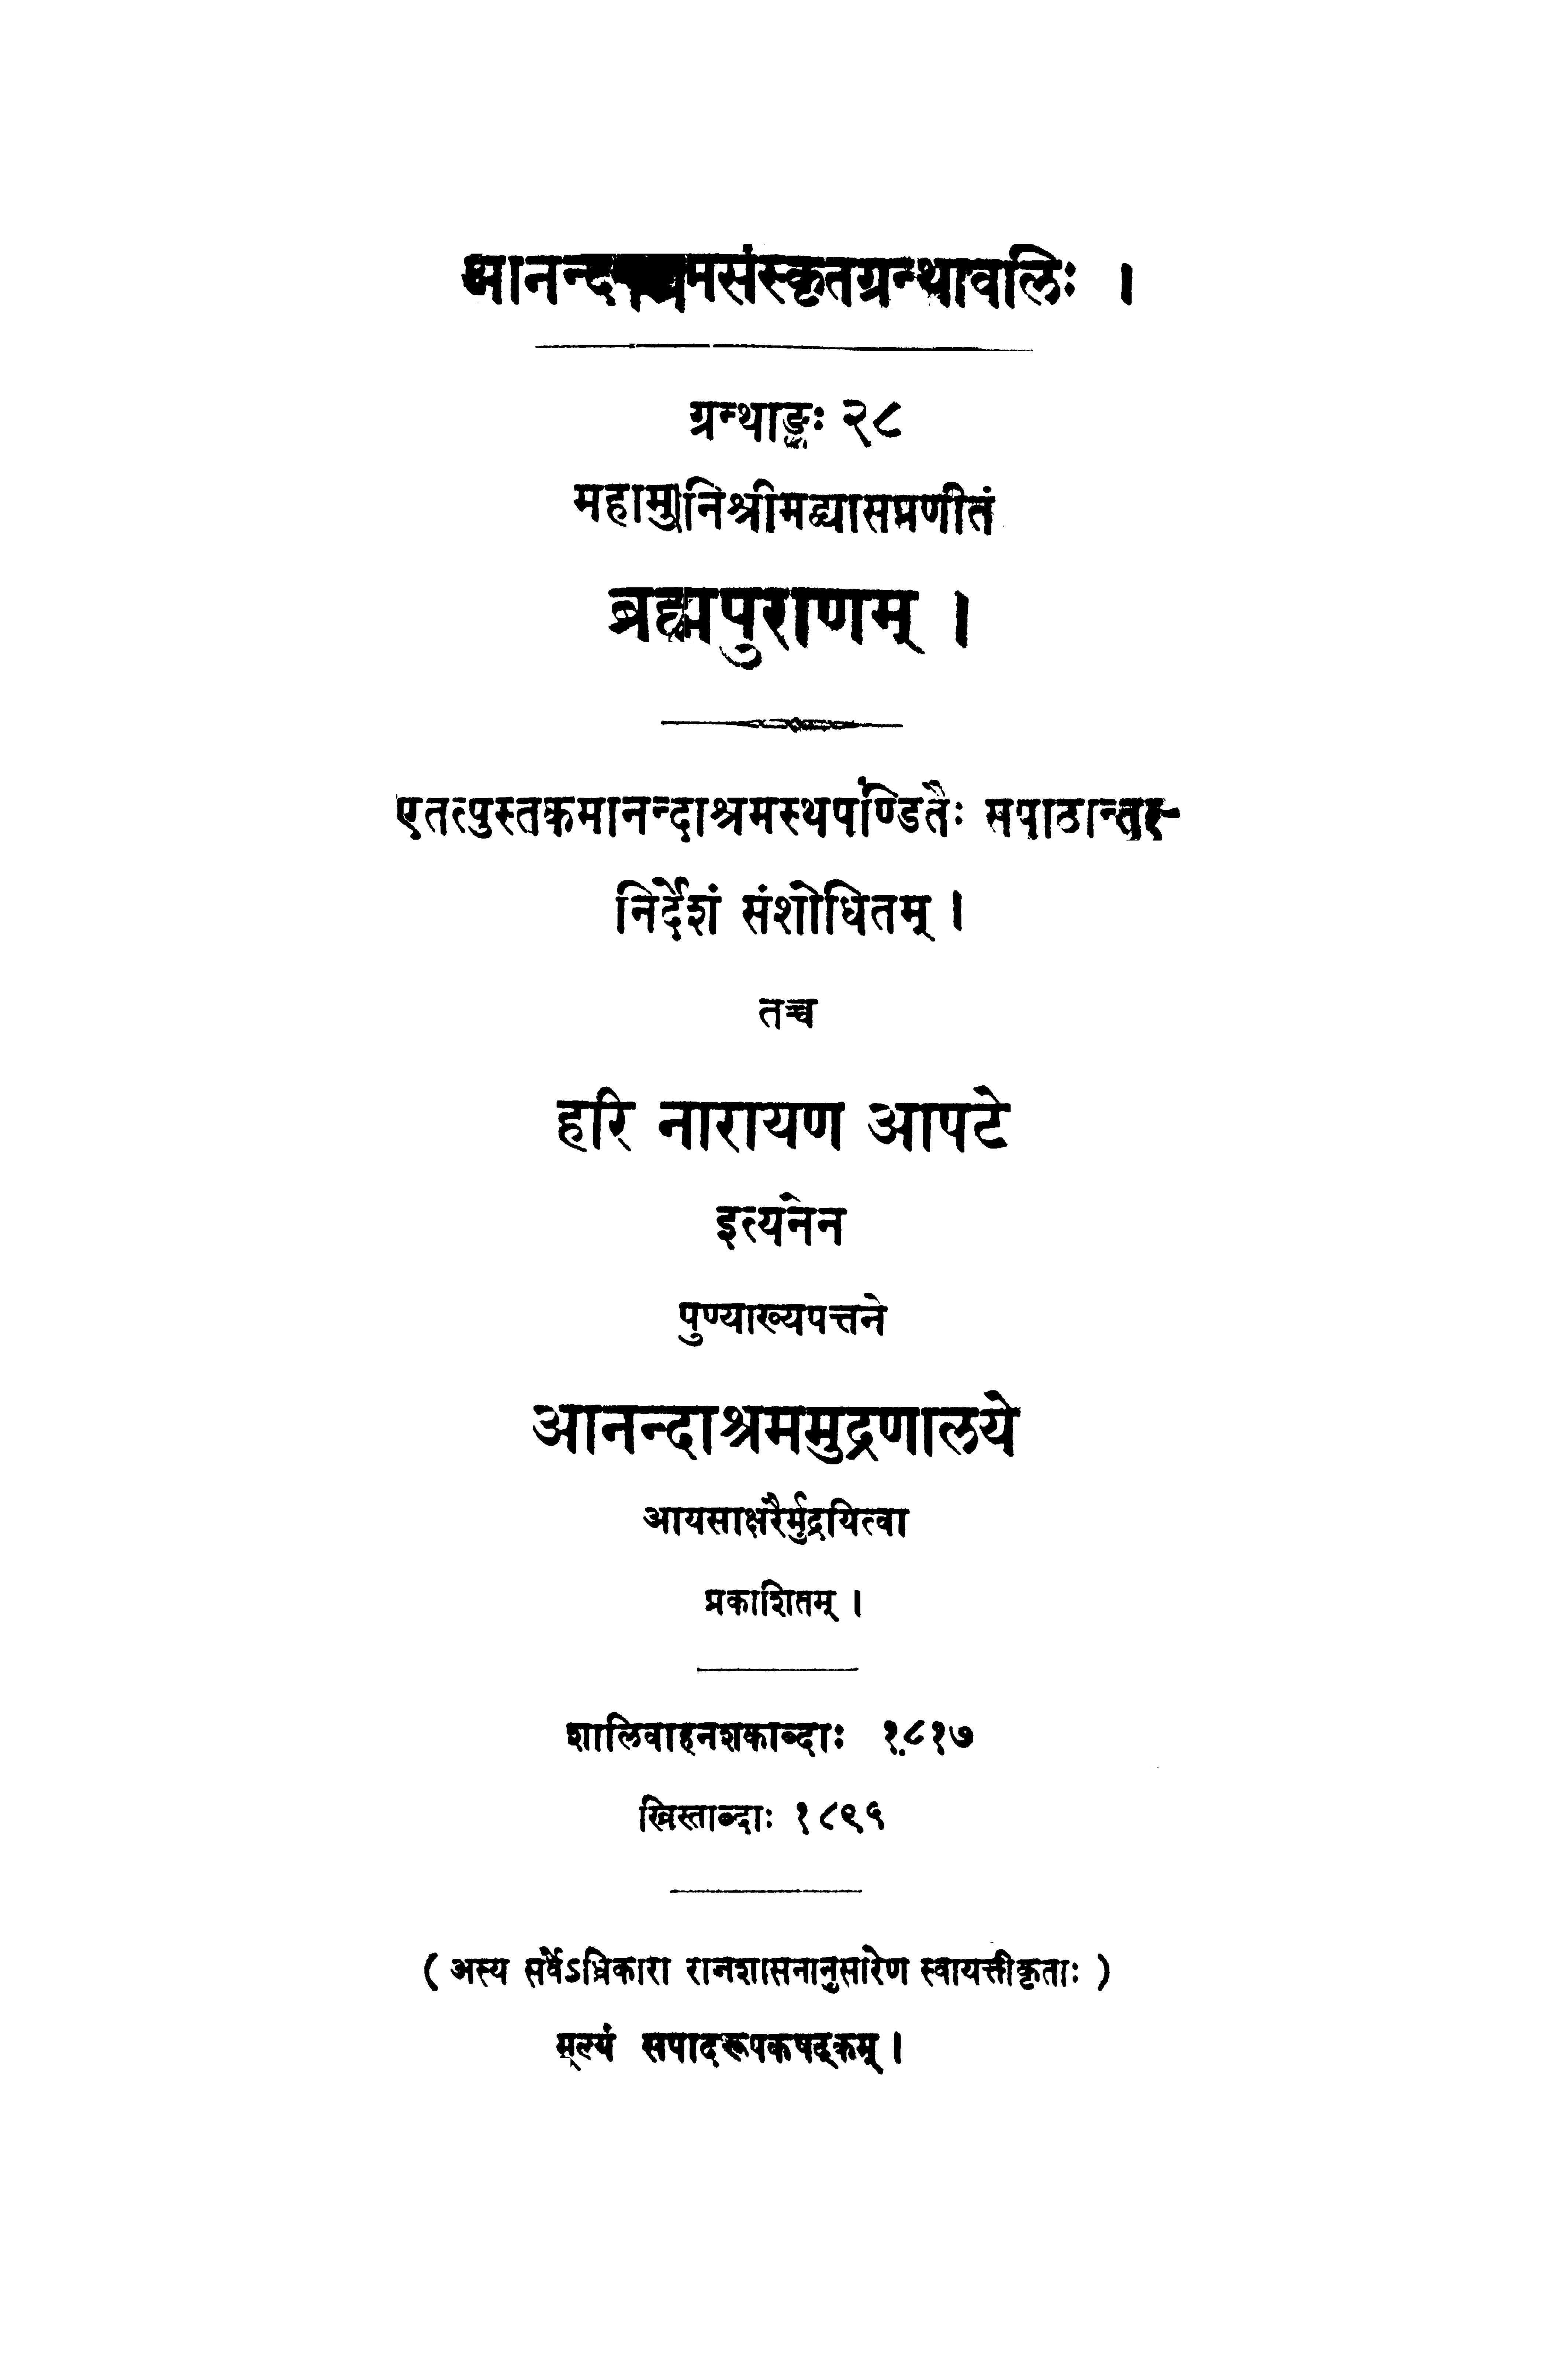 आनन्दाश्रमसंस्कृतग्रन्थावलिः ।
ग्रन्थाङ्कः २८
महामुनिश्रीमद्व्यासप्रणीतं
ब्रह्मपुराणम् ।
एतत्पुस्तकमानन्दाश्रमस्थपण्डितैः सपाठान्तर-
निर्देशं संशोधितम् ।
तच्च
हरि नारायण आपटे
इत्यनेन
पुण्याख्यपत्तने
आनन्दाश्रममुद्रणालये
आयसाक्षरैर्मुद्रयित्वा
प्रकाशितम् ।
शालिवाहनशकाब्दाः १८१७
ख्रिस्ताब्दाः १८९५
( अस्य सर्वेऽधिकारा राजशासनानुसारेण स्वायत्तीकृताः )
मूल्यं सपादरूपकषट्कम् ।